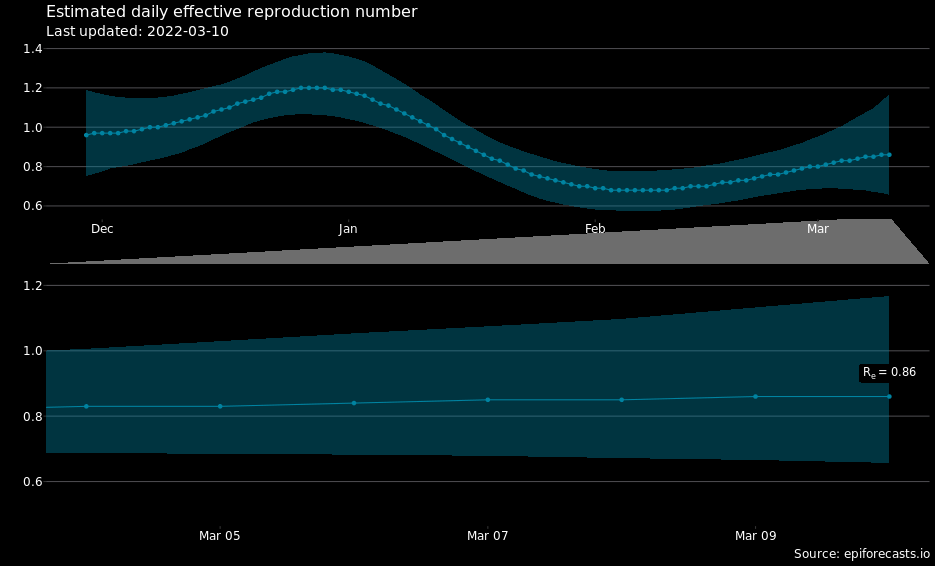 Estimated daily effective reproduction number
Last updated: 2022-03-10
1.4
1.2
1.0
0.8
0.6
Dec Jan Feb Mar
1.2
1.0
0.8
0.6
Re = 0.86
Mar 05 Mar 07 Mar 09
Source: epiforecasts.io